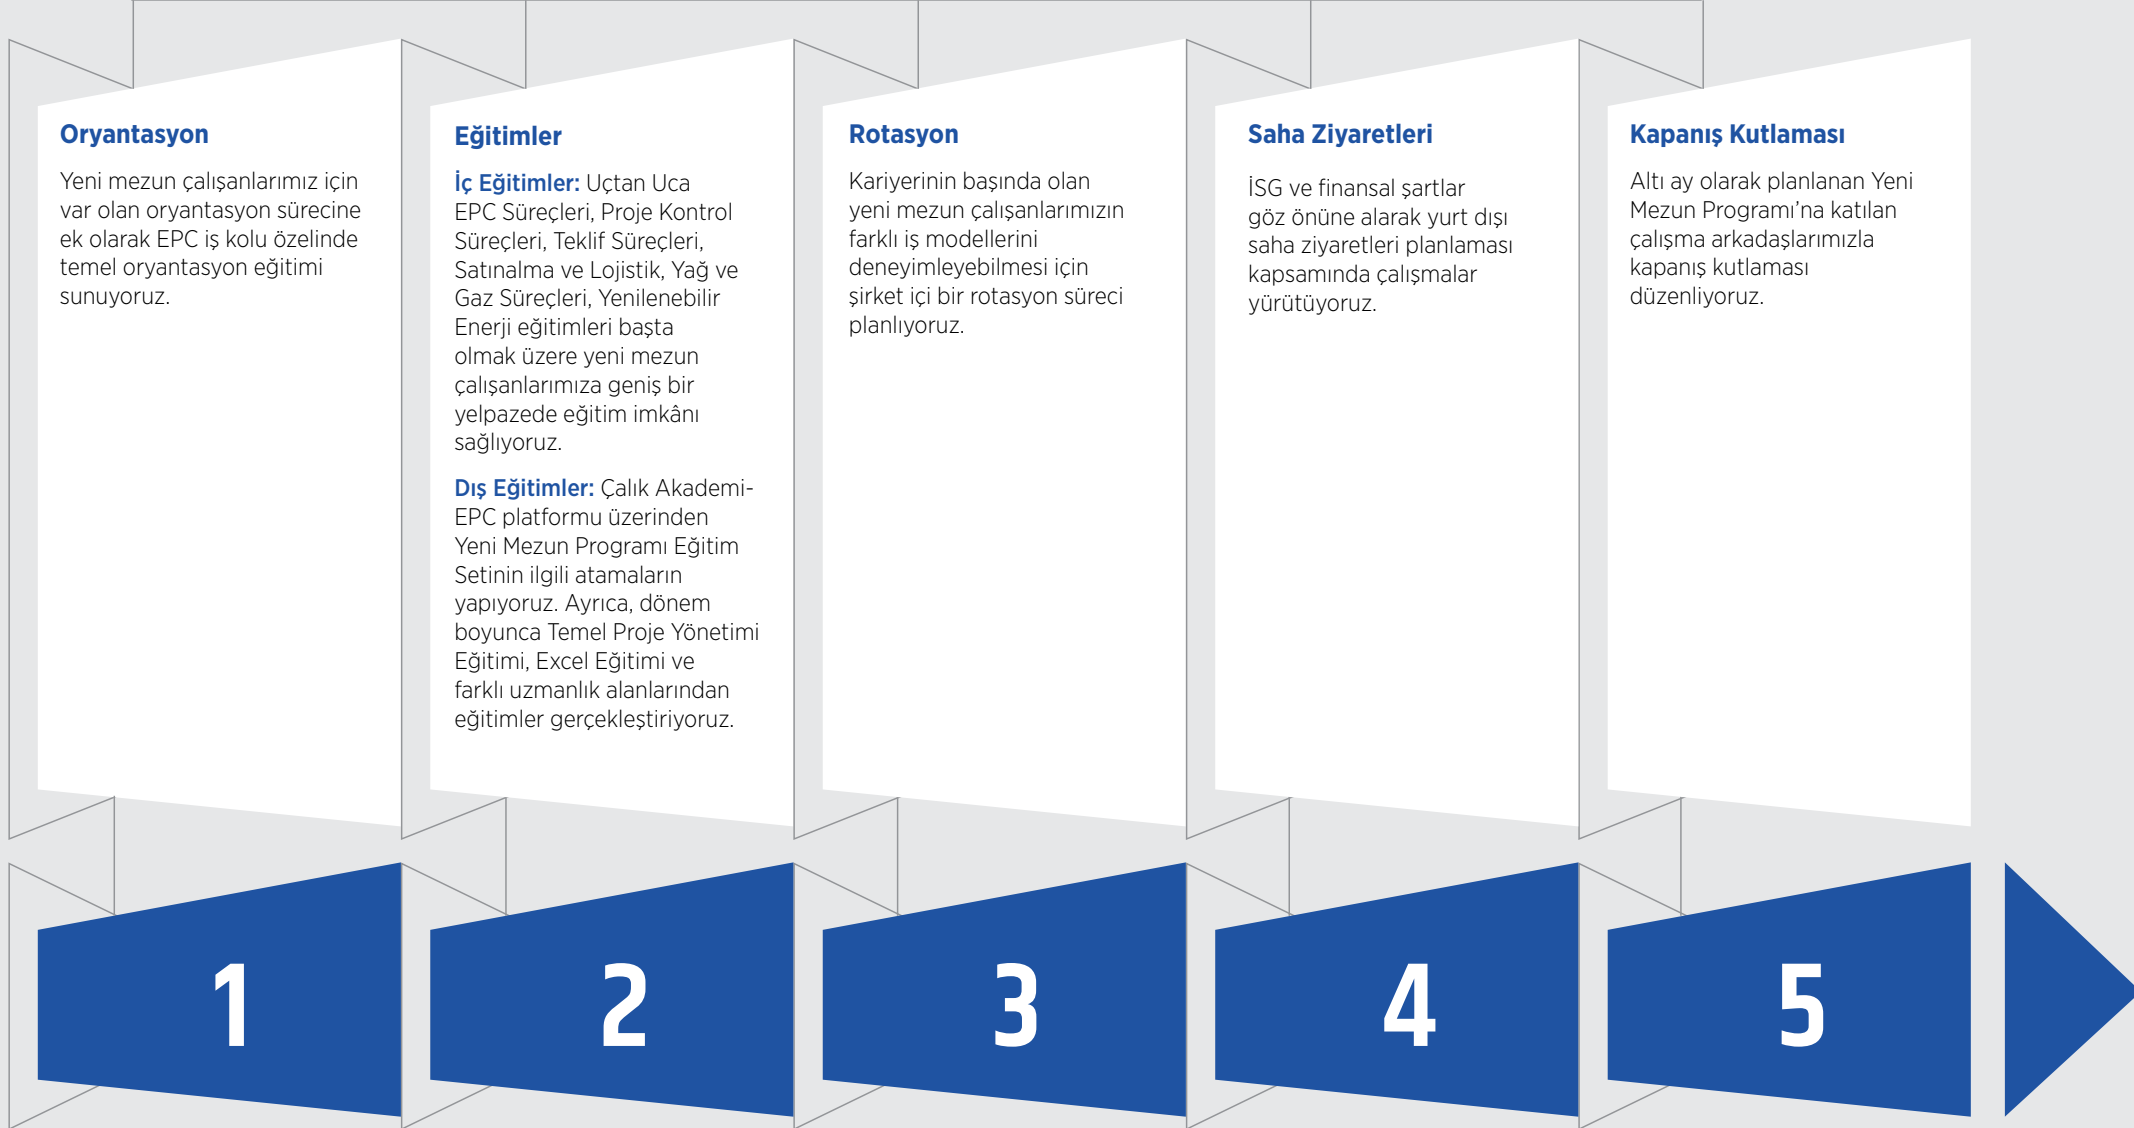 Oryantasyon
Yeni mezun çalışanlarımız için
var olan oryantasyon sürecine
ek olarak EPC iş kolu özelinde
temel oryantasyon eğitimi
sunuyoruz.
Eğitimler
İç Eğitimler: Uçtan Uca
EPC Süreçleri, Proje Kontrol
Süreçleri, Teklif Süreçleri,
Satınalma ve Lojistik, Yağ ve
Gaz Süreçleri, Yenilenebilir
Enerji eğitimleri başta
olmak üzere yeni mezun
çalışanlarımıza geniş bir
yelpazede eğitim imkânı
sağlıyoruz.
Dış Eğitimler: Çalık Akademi-
EPC platformu üzerinden
Yeni Mezun Programı Eğitim
Setinin ilgili atamaların
yapıyoruz. Ayrıca, dönem
boyunca Temel Proje Yönetimi
Eğitimi, Excel Eğitimi ve
farklı uzmanlık alanlarından
eğitimler gerçekleştiriyoruz.
Rotasyon
Kariyerinin başında olan
yeni mezun çalışanlarımızın
farklı iş modellerini
deneyimleyebilmesi için
şirket içi bir rotasyon süreci
planlıyoruz.
Saha Ziyaretleri
İSG ve finansal şartlar
göz önüne alarak yurt dışı
saha ziyaretleri planlaması
kapsamında çalışmalar
yürütüyoruz.
Kapanış Kutlaması
Altı ay olarak planlanan Yeni
Mezun Programı’na katılan
çalışma arkadaşlarımızla
kapanış kutlaması
düzenliyoruz.
1
2
3
4
5